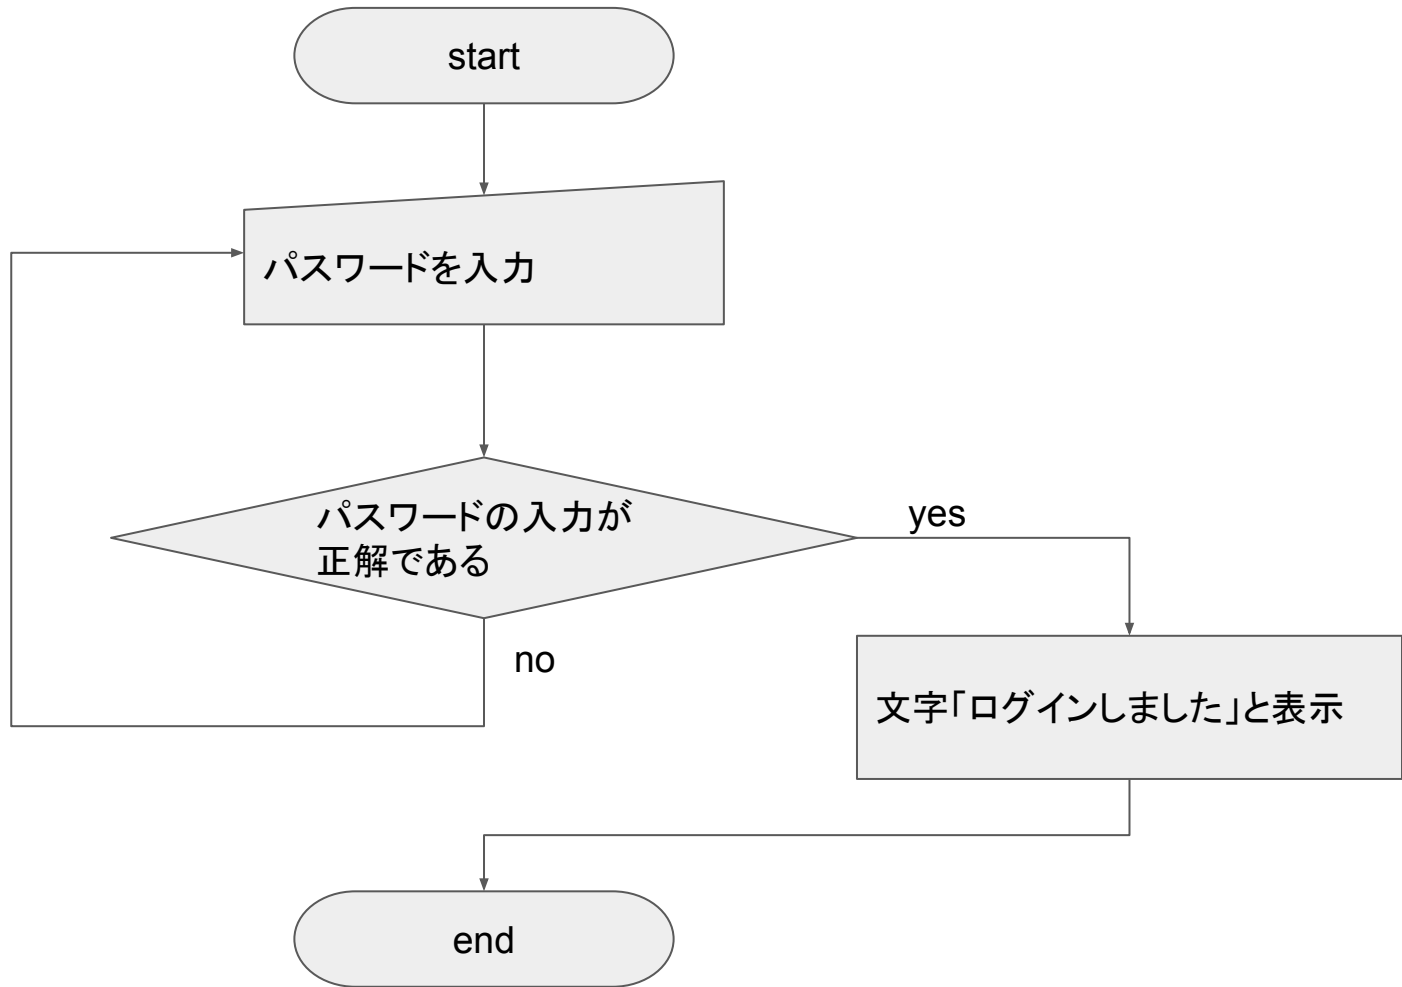 start
パスワードを入力
パスワードの入力が
正解である
yes
no
文字「ログインしました」と表示
end